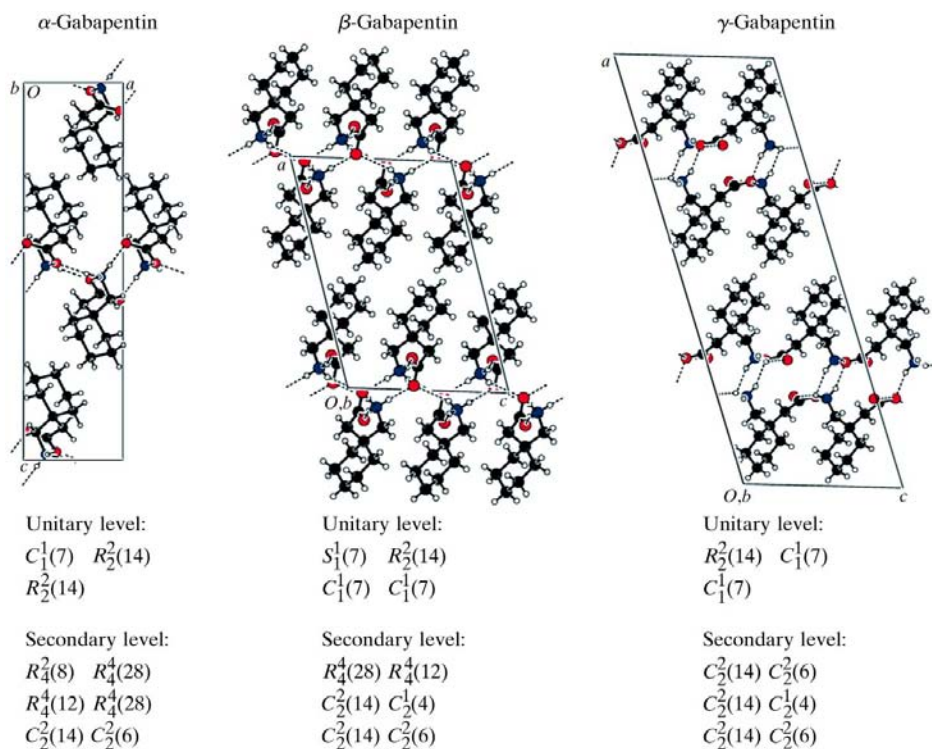 α-Gabapentin
β-Gabapentin
γ-Gabapentin
b O a
c
a
O,b c
a
O,b c
Unitary level:
C¹₁(7) R²₂(14)
R²₂(14)
Secondary level:
R²₄(8) R⁴₄(28)
R⁴₄(12) R⁴₄(28)
C²₂(14) C²₂(6)
Unitary level:
S¹₁(7) R²₂(14)
C¹₁(7) C¹₁(7)
Secondary level:
R⁴₄(28) R⁴₄(12)
C²₂(14) C¹₂(4)
C²₂(14) C²₂(6)
Unitary level:
R²₂(14) C¹₁(7)
C¹₁(7)
Secondary level:
C²₂(14) C²₂(6)
C²₂(14) C¹₂(4)
C²₂(14) C²₂(6)